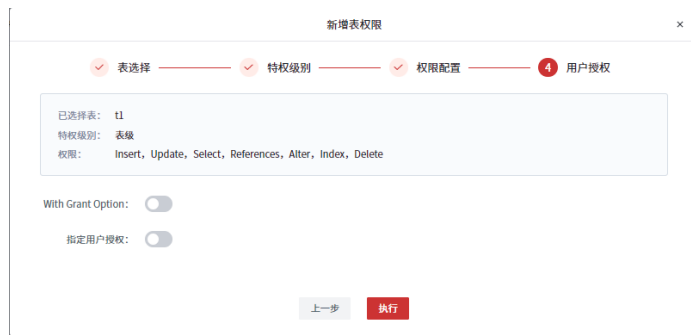 新增表权限
×
表选择 特权级别 权限配置 4 用户授权
已选择表： t1
特权级别： 表级
权限： Insert，Update，Select，References，Alter，Index，Delete
With Grant Option：
指定用户授权：
上一步 执行